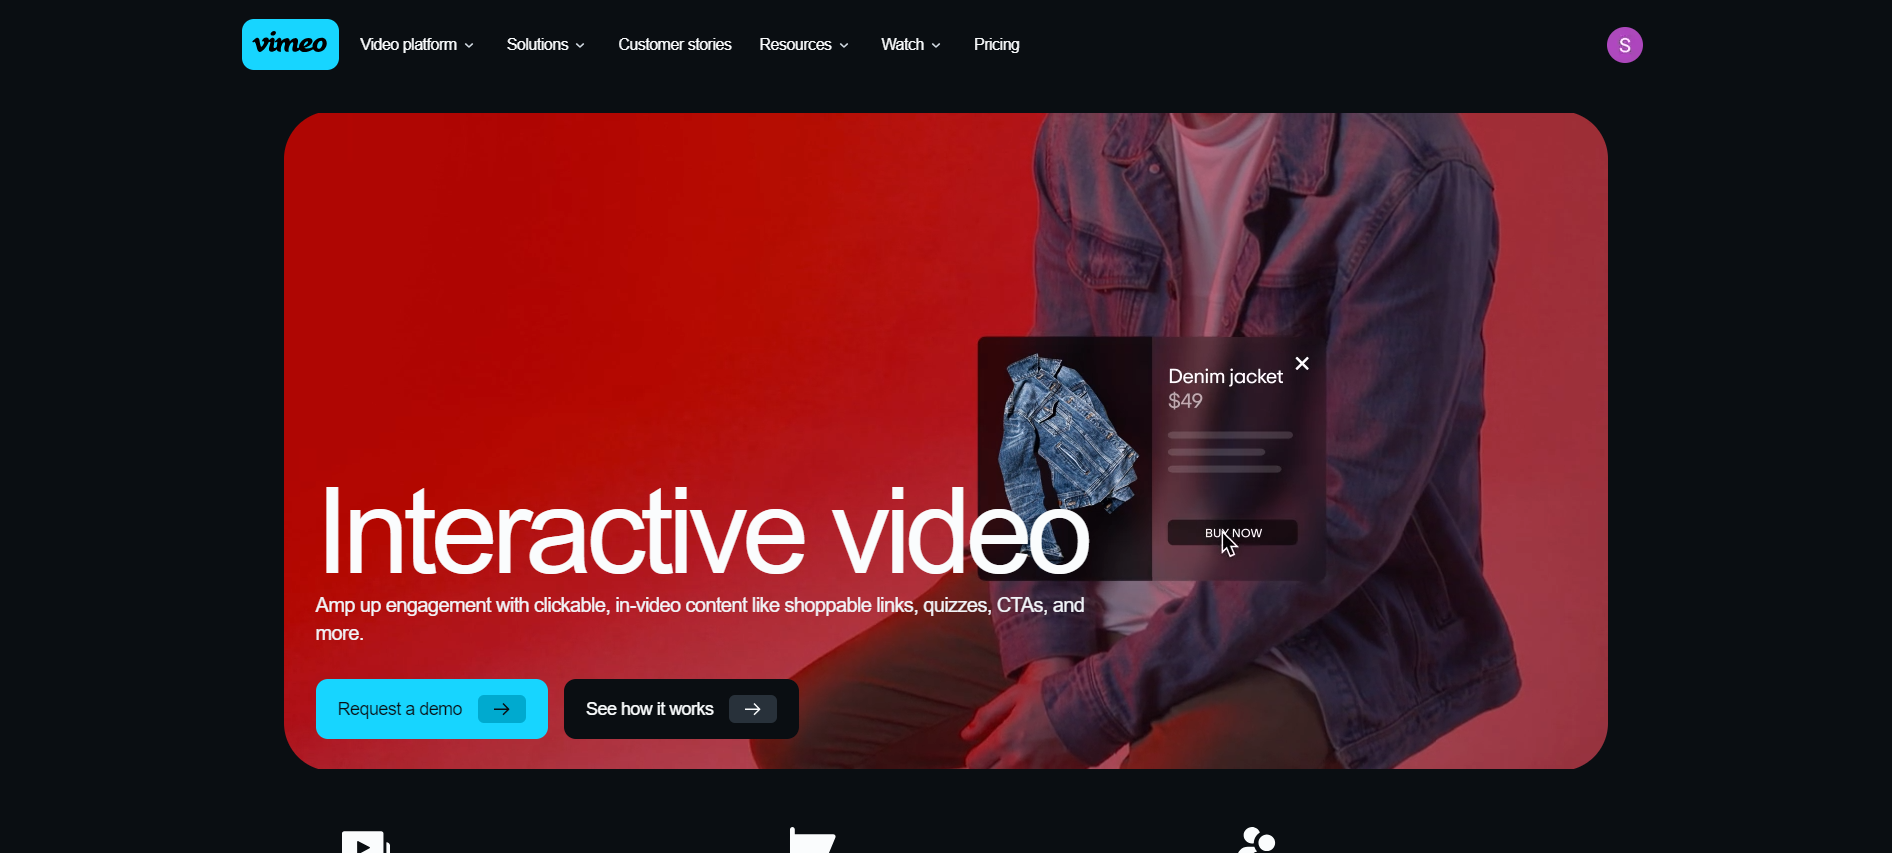 vimeo
Video platform
Solutions
Customer stories
Resources
Watch
Pricing
S
Denim jacket
$49
BUY NOW
Interactive video
Amp up engagement with clickable, in-video content like shoppable links, quizzes, CTAs, and
more.
Request a demo
See how it works